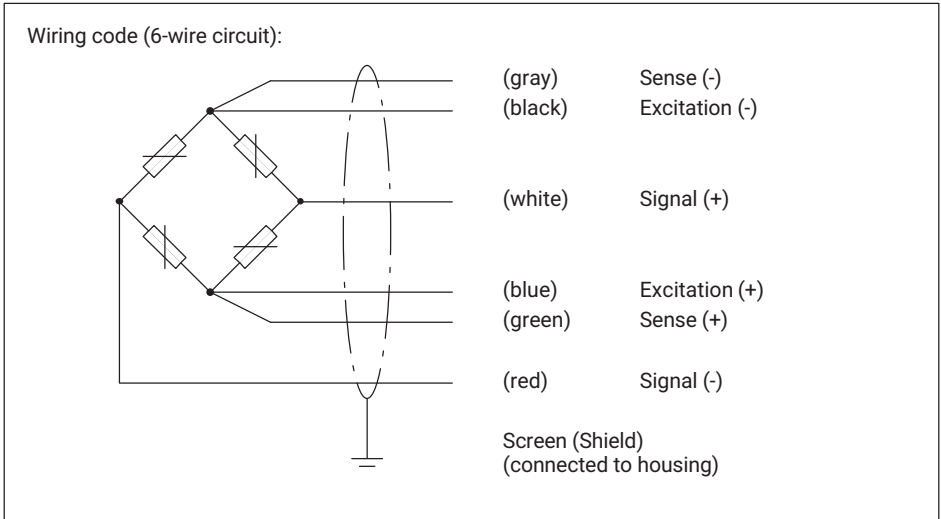 Wiring code (6-wire circuit):
(gray) Sense (-)
(black) Excitation (-)
(white) Signal (+)
(blue) Excitation (+)
(green) Sense (+)
(red) Signal (-)
Screen (Shield)
(connected to housing)